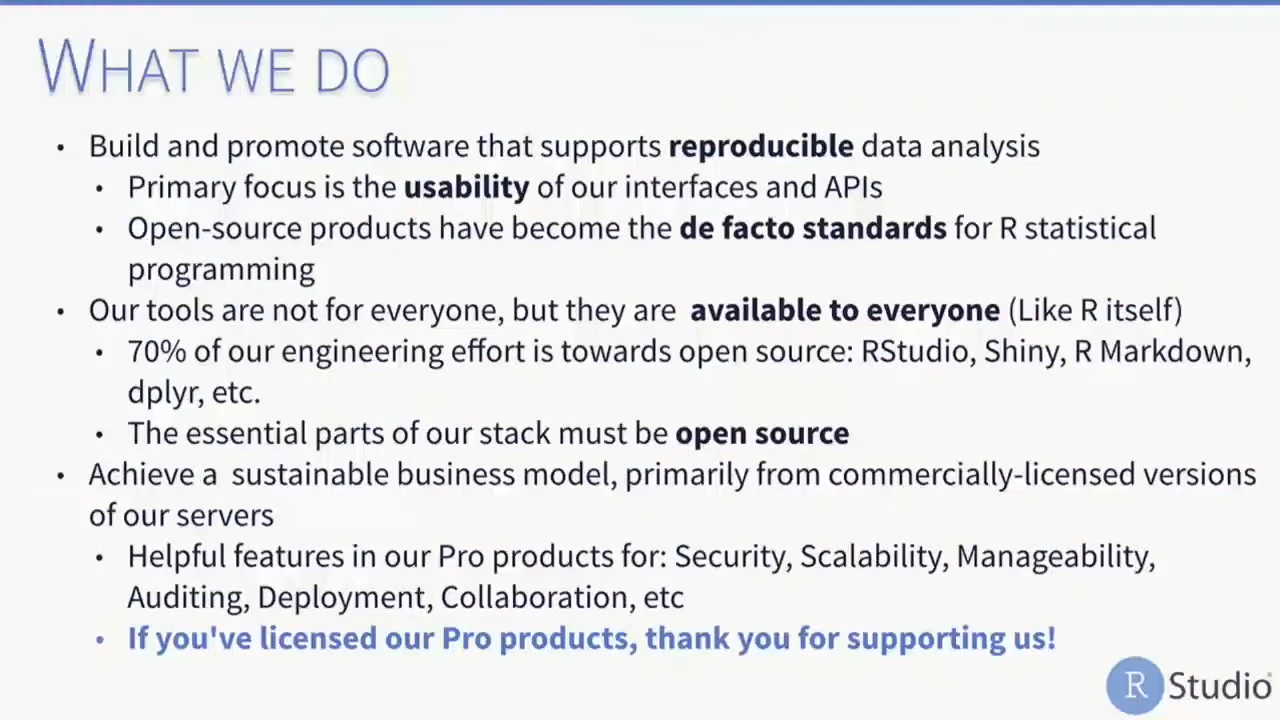 WHAT WE DO
• Build and promote software that supports reproducible data analysis
• Primary focus is the usability of our interfaces and APIs
• Open-source products have become the de facto standards for R statistical
programming
• Our tools are not for everyone, but they are available to everyone (Like R itself)
• 70% of our engineering effort is towards open source: RStudio, Shiny, R Markdown,
dplyr, etc.
• The essential parts of our stack must be open source
• Achieve a sustainable business model, primarily from commercially-licensed versions
of our servers
• Helpful features in our Pro products for: Security, Scalability, Manageability,
Auditing, Deployment, Collaboration, etc
• If you've licensed our Pro products, thank you for supporting us!
R Studio